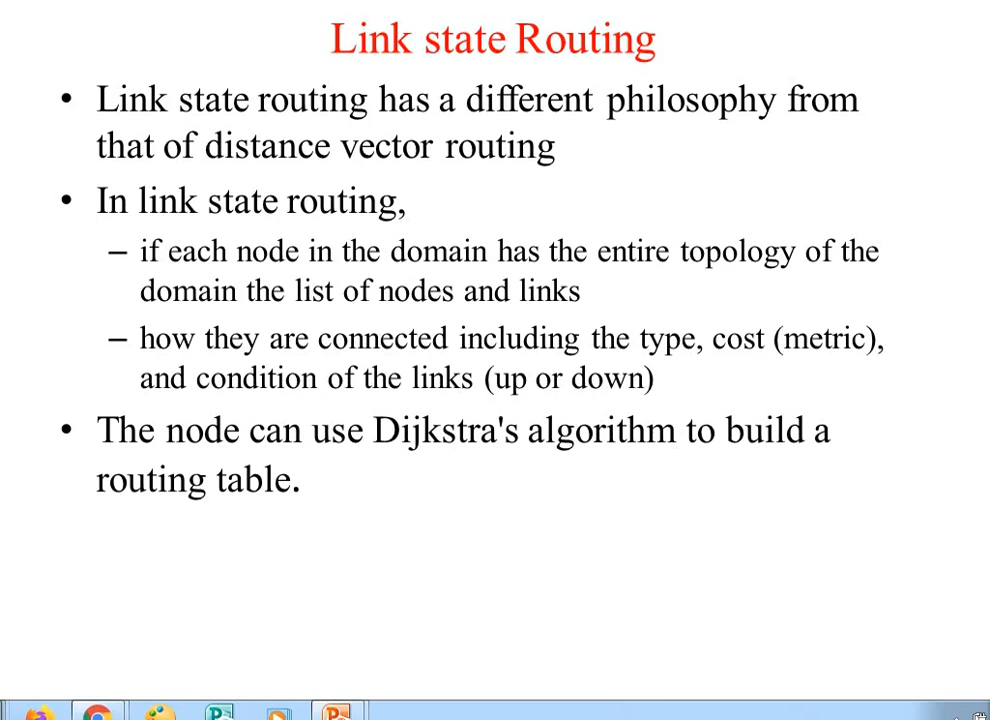 Link state Routing
• Link state routing has a different philosophy from
that of distance vector routing
• In link state routing,
– if each node in the domain has the entire topology of the
domain the list of nodes and links
– how they are connected including the type, cost (metric),
and condition of the links (up or down)
• The node can use Dijkstra's algorithm to build a
routing table.